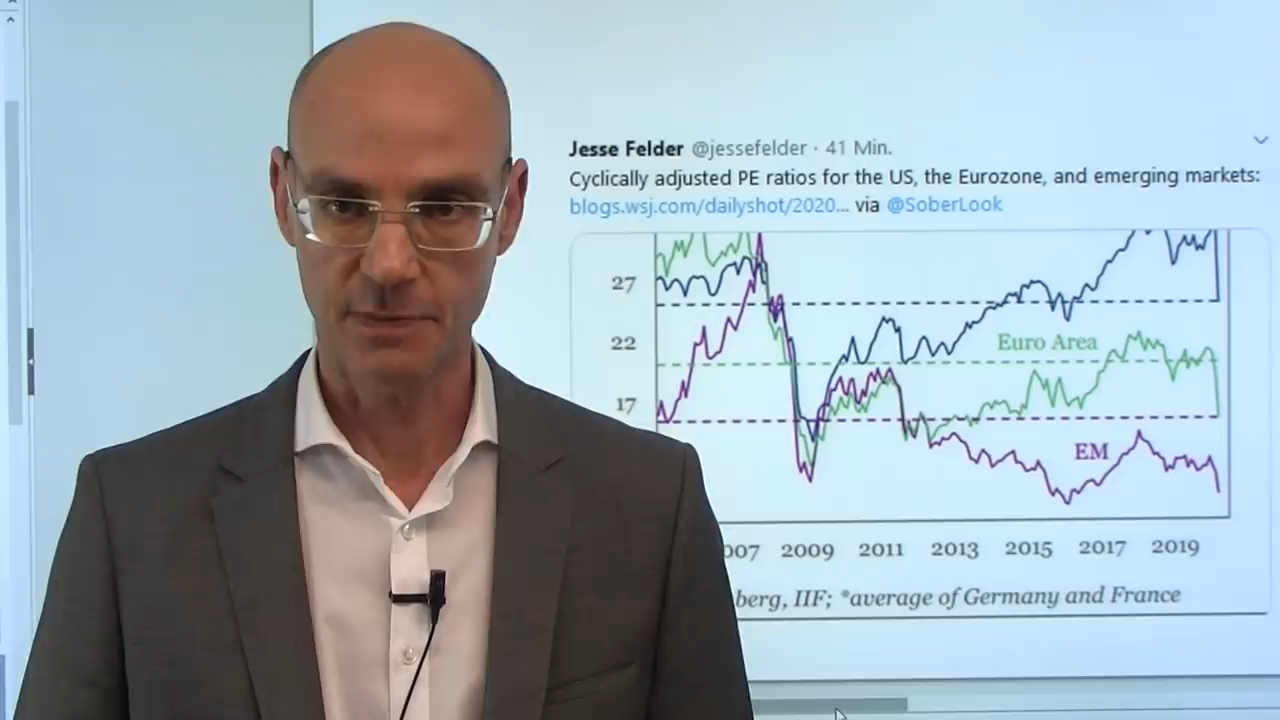 Jesse Felder @jessefelder · 41 Min.
Cyclically adjusted PE ratios for the US, the Eurozone, and emerging markets:
blogs.wsj.com/dailyshot/2020... via @SoberLook
27
22
Euro Area
17
EM
007 2009 2011 2013 2015 2017 2019
berg, IIF; *average of Germany and France